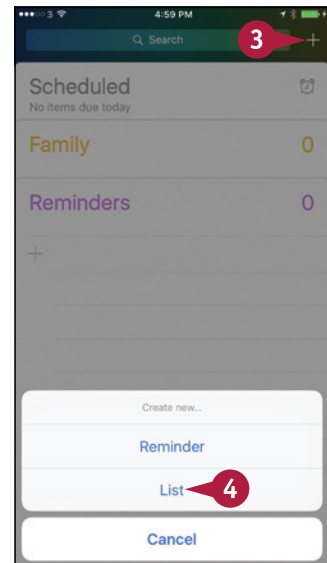 3 4:59 PM
Search 3 +
Scheduled
No items due today
Family 0
Reminders 0
+
Create new...
Reminder
List 4
Cancel